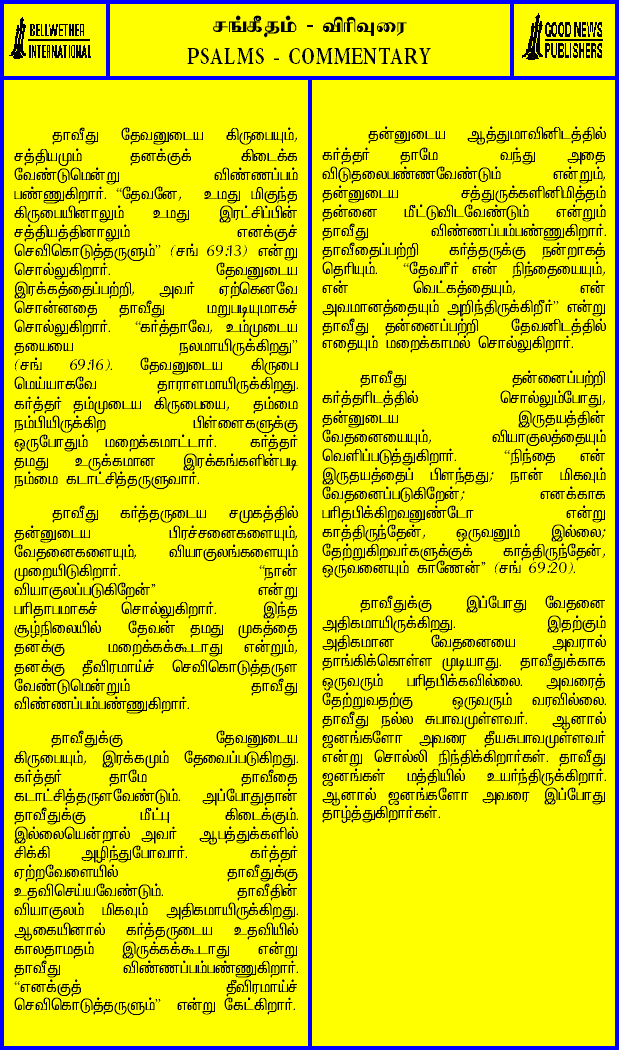 BELLWETHER
INTERNATIONAL
சங்கீதம் - விரிவுரை
PSALMS - COMMENTARY
GOOD NEWS
PUBLISHERS
தாவீது தேவனுடைய கிருபையும்,
சத்தியமும் தனக்குக் கிடைக்க
வேண்டுமென்று விண்ணப்பம்
பண்ணுகிறார். “தேவனே, உமது மிகுந்த
கிருபையினாலும் உமது இரட்சிப்பின்
சத்தியத்தினாலும் எனக்குச்
செவிகொடுத்தருளும்” (சங் 69:13) என்று
சொல்லுகிறார். தேவனுடைய
இரக்கத்தைப்பற்றி, அவர் ஏற்கெனவே
சொன்னதை தாவீது மறுபடியுமாகச்
சொல்லுகிறார். “கர்த்தாவே, உம்முடைய
தயையை நலமாயிருக்கிறது”
(சங் 69:16). தேவனுடைய கிருபை
மெய்யாகவே தாராளமாயிருக்கிறது.
கர்த்தர் தம்முடைய கிருபையை, தம்மை
நம்பியிருக்கிற பிள்ளைகளுக்கு
ஒருபோதும் மறைக்கமாட்டார். கர்த்தர்
தமது உருக்கமான இரக்கங்களின்படி
நம்மை கடாட்சித்தருளுவார்.
தாவீது கர்த்தருடைய சமுகத்தில்
தன்னுடைய பிரச்சனைகளையும்,
வேதனைகளையும், வியாகுலங்களையும்
முறையிடுகிறார். “நான்
வியாகுலப்படுகிறேன்” என்று
பரிதாபமாகச் சொல்லுகிறார். இந்த
சூழ்நிலையில் தேவன் தமது முகத்தை
தனக்கு மறைக்கக்கூடாது என்றும்,
தனக்கு தீவிரமாய்ச் செவிகொடுத்தருள
வேண்டுமென்றும் தாவீது
விண்ணப்பம்பண்ணுகிறார்.
தாவீதுக்கு தேவனுடைய
கிருபையும், இரக்கமும் தேவைப்படுகிறது.
கர்த்தர் தாமே தாவீதை
கடாட்சித்தருளவேண்டும். அப்போதுதான்
தாவீதுக்கு மீட்பு கிடைக்கும்.
இல்லையென்றால் அவர் ஆபத்துக்களில்
சிக்கி அழிந்துபோவார். கர்த்தர்
ஏற்றவேளையில் தாவீதுக்கு
உதவிசெய்யவேண்டும். தாவீதின்
வியாகுலம் மிகவும் அதிகமாயிருக்கிறது.
ஆகையினால் கர்த்தருடைய உதவியில்
காலதாமதம் இருக்கக்கூடாது என்று
தாவீது விண்ணப்பம்பண்ணுகிறார்.
“எனக்குத் தீவிரமாய்ச்
செவிகொடுத்தருளும்” என்று கேட்கிறார்.
தன்னுடைய ஆத்துமாவினிடத்தில்
கர்த்தர் தாமே வந்து அதை
விடுதலைபண்ணவேண்டும் என்றும்,
தன்னுடைய சத்துருக்களினிமித்தம்
தன்னை மீட்டுவிடவேண்டும் என்றும்
தாவீது விண்ணப்பம்பண்ணுகிறார்.
தாவீதைப்பற்றி கர்த்தருக்கு நன்றாகத்
தெரியும். “தேவரீர் என் நிந்தையையும்,
என் வெட்கத்தையும், என்
அவமானத்தையும் அறிந்திருக்கிறீர்” என்று
தாவீது தன்னைப்பற்றி தேவனிடத்தில்
எதையும் மறைக்காமல் சொல்லுகிறார்.
தாவீது தன்னைப்பற்றி
கர்த்தரிடத்தில் சொல்லும்போது,
தன்னுடைய இருதயத்தின்
வேதனையையும், வியாகுலத்தையும்
வெளிப்படுத்துகிறார். “நிந்தை என்
இருதயத்தைப் பிளந்தது; நான் மிகவும்
வேதனைப்படுகிறேன்; எனக்காக
பரிதபிக்கிறவனுண்டோ என்று
காத்திருந்தேன், ஒருவனும் இல்லை;
தேற்றுகிறவர்களுக்குக் காத்திருந்தேன்,
ஒருவனையும் காணேன்” (சங் 69:20).
தாவீதுக்கு இப்போது வேதனை
அதிகமாயிருக்கிறது. இதற்கும்
அதிகமான வேதனையை அவரால்
தாங்கிக்கொள்ள முடியாது. தாவீதுக்காக
ஒருவரும் பரிதபிக்கவில்லை. அவரைத்
தேற்றுவதற்கு ஒருவரும் வரவில்லை.
தாவீது நல்ல சுபாவமுள்ளவர். ஆனால்
ஜனங்களோ அவரை தீயசுபாவமுள்ளவர்
என்று சொல்லி நிந்திக்கிறார்கள். தாவீது
ஜனங்கள் மத்தியில் உயர்ந்திருக்கிறார்.
ஆனால் ஜனங்களோ அவரை இப்போது
தாழ்த்துகிறார்கள்.